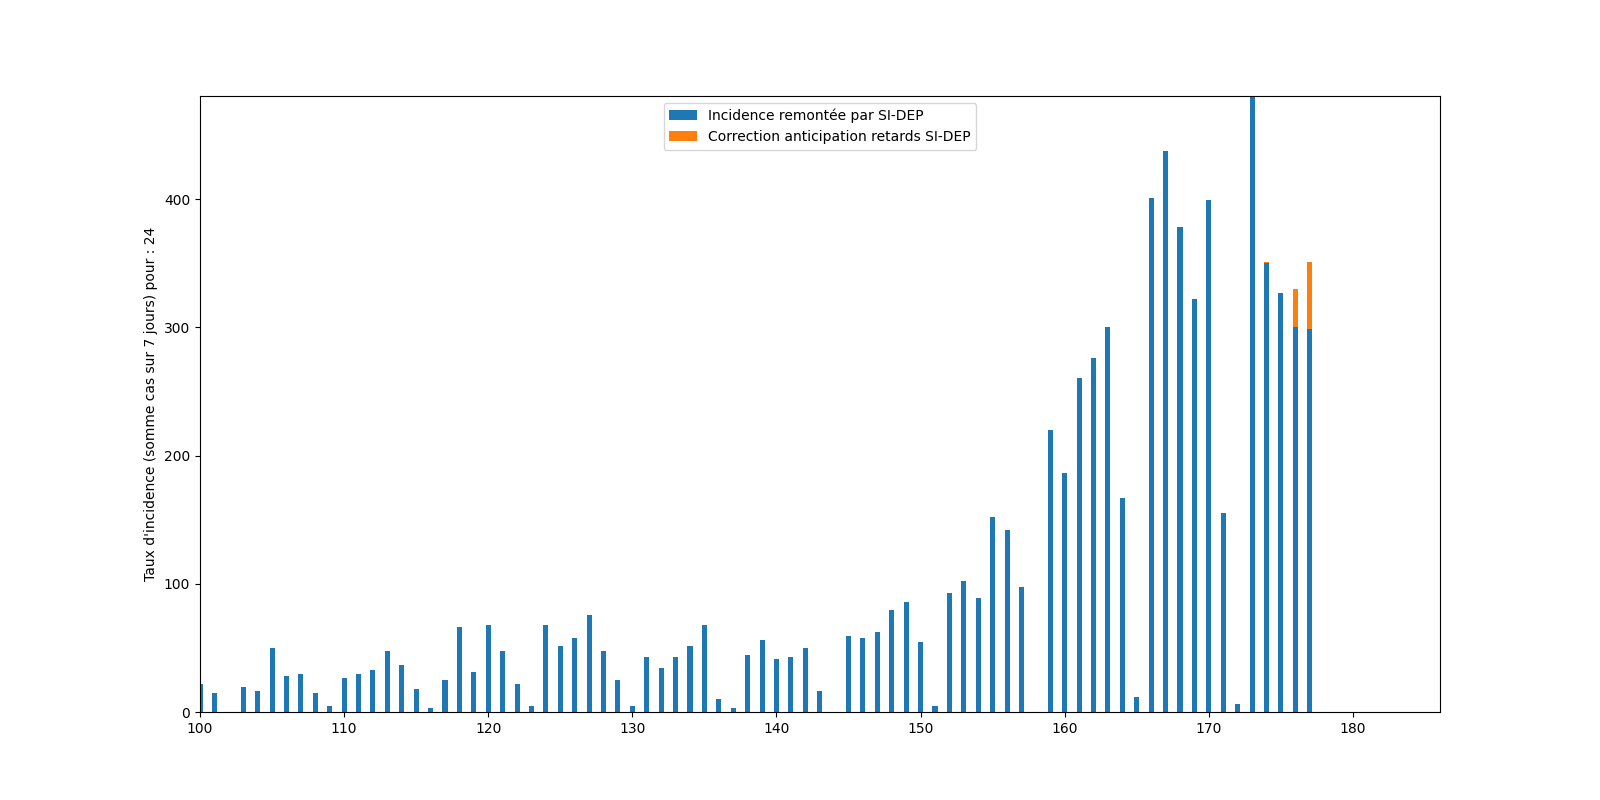 Incidence remontée par SI-DEP
Correction anticipation retards SI-DEP
Taux d'incidence (somme cas sur 7 jours) pour : 24
400
300
200
100
0
100 110 120 130 140 150 160 170 180